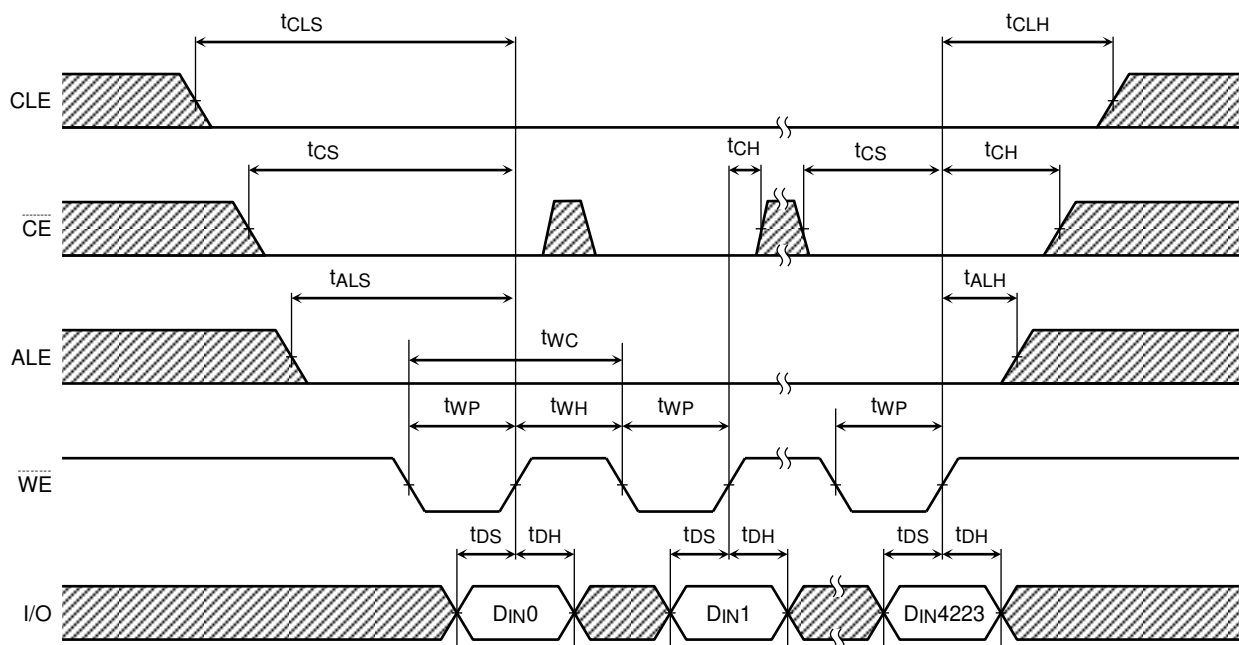 tCLS tCLH
CLE
tCS tCH tCS tCH
CE
tALS tALH
ALE
tWC
tWP tWH tWP tWP
WE
tDS tDH tDS tDH tDS tDH
I/O DIN0 DIN1 DIN4223